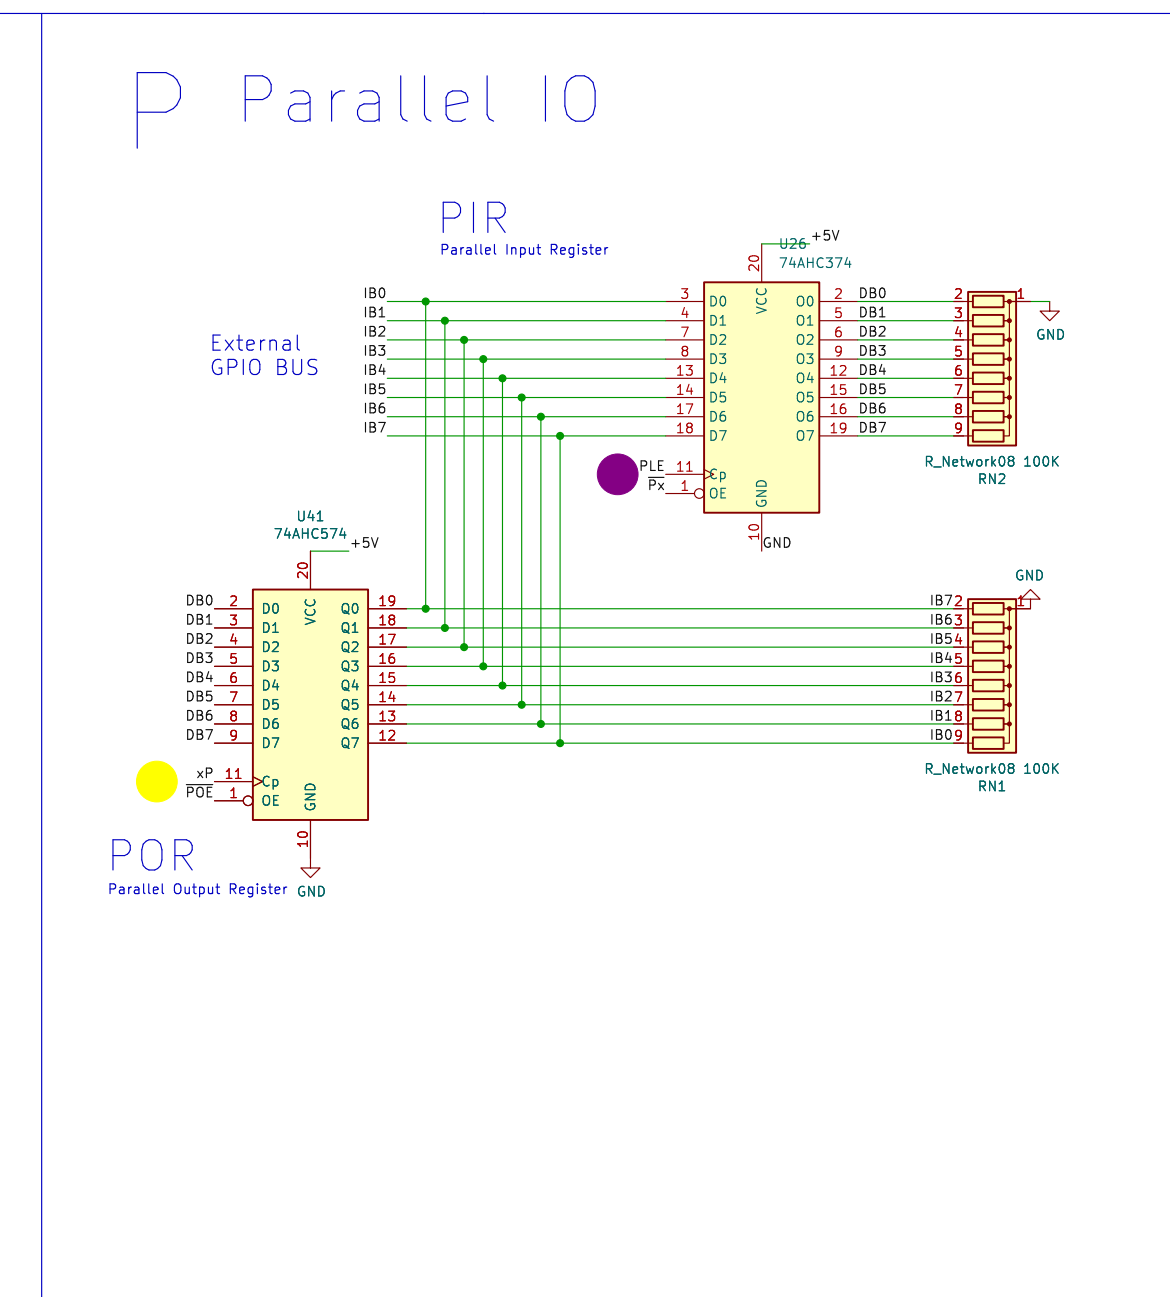 P Parallel IO
PIR
Parallel Input Register
U26
74AHC374
+5V
20
VCC
External
GPIO BUS
IB0 3 D0 O0 2 DB0 2 1
IB1 4 D1 O1 5 DB1 3
IB2 7 D2 O2 6 DB2 4
IB3 8 D3 O3 9 DB3 5
IB4 13 D4 O4 12 DB4 6
IB5 14 D5 O5 15 DB5 7
IB6 17 D6 O6 16 DB6 8
IB7 18 D7 O7 19 DB7 9
GND
R_Network08 100K
RN2
PLE 11 Cp
Px 1 OE
GND
10
GND
U41
74AHC574
+5V
20
VCC
GND
DB0 2 D0 Q0 19 IB7 2 1
DB1 3 D1 Q1 18 IB6 3
DB2 4 D2 Q2 17 IB5 4
DB3 5 D3 Q3 16 IB4 5
DB4 6 D4 Q4 15 IB3 6
DB5 7 D5 Q5 14 IB2 7
DB6 8 D6 Q6 13 IB1 8
DB7 9 D7 Q7 12 IB0 9
R_Network08 100K
RN1
xP 11 Cp
POE 1 OE
GND
10
GND
POR
Parallel Output Register